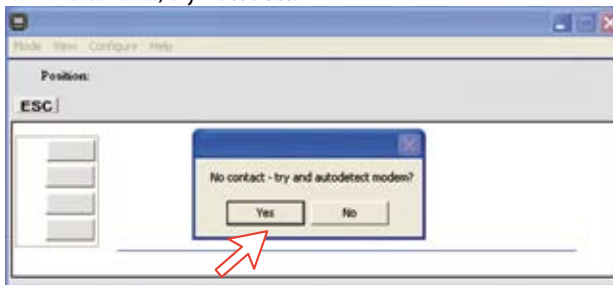 Mode View Configure Help
Position:
ESC
No contact - try and autodetect modem?
Yes No